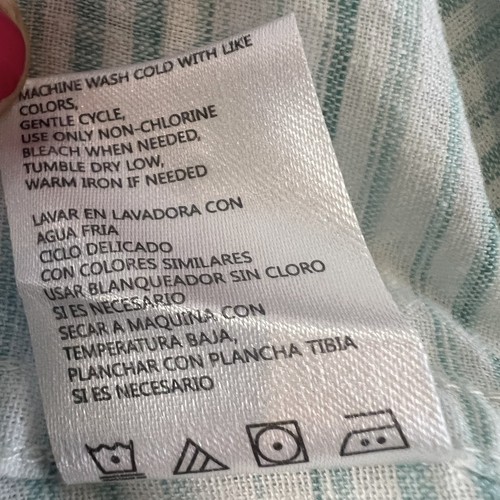 MACHINE WASH COLD WITH LIKE
COLORS,
GENTLE CYCLE,
USE ONLY NON-CHLORINE
BLEACH WHEN NEEDED,
TUMBLE DRY LOW,
WARM IRON IF NEEDED
LAVAR EN LAVADORA CON
AGUA FRIA
CICLO DELICADO
CON COLORES SIMILARES
USAR BLANQUEADOR SIN CLORO
SI ES NECESARIO
SECAR A MAQUINA CON
TEMPERATURA BAJA,
PLANCHAR CON PLANCHA TIBIA
SI ES NECESARIO